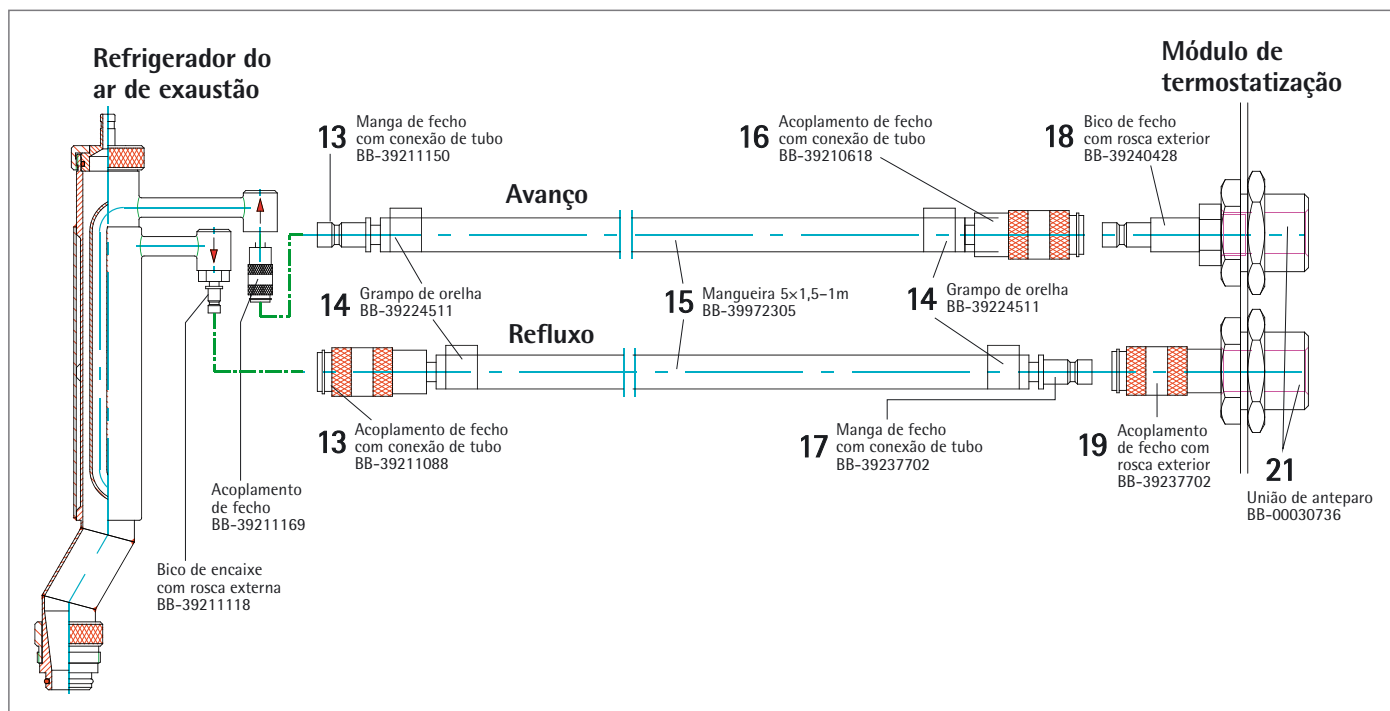 Refrigerador do
ar de exaustão
Módulo de
termostatização
13 Manga de fecho
com conexão de tubo
BB-39211150
16 Acoplamento de fecho
com conexão de tubo
BB-39210618
18 Bico de fecho
com rosca exterior
BB-39240428
Avanço
14 Grampo de orelha
BB-39224511
15 Mangueira 5×1,5–1m
BB-39972305
14 Grampo de orelha
BB-39224511
Refluxo
13 Acoplamento de fecho
com conexão de tubo
BB-39211088
17 Manga de fecho
com conexão de tubo
BB-39237702
19 Acoplamento
de fecho com
rosca exterior
BB-39237702
21
União de anteparo
BB-00030736
Acoplamento
de fecho
BB-39211169
Bico de encaixe
com rosca externa
BB-39211118